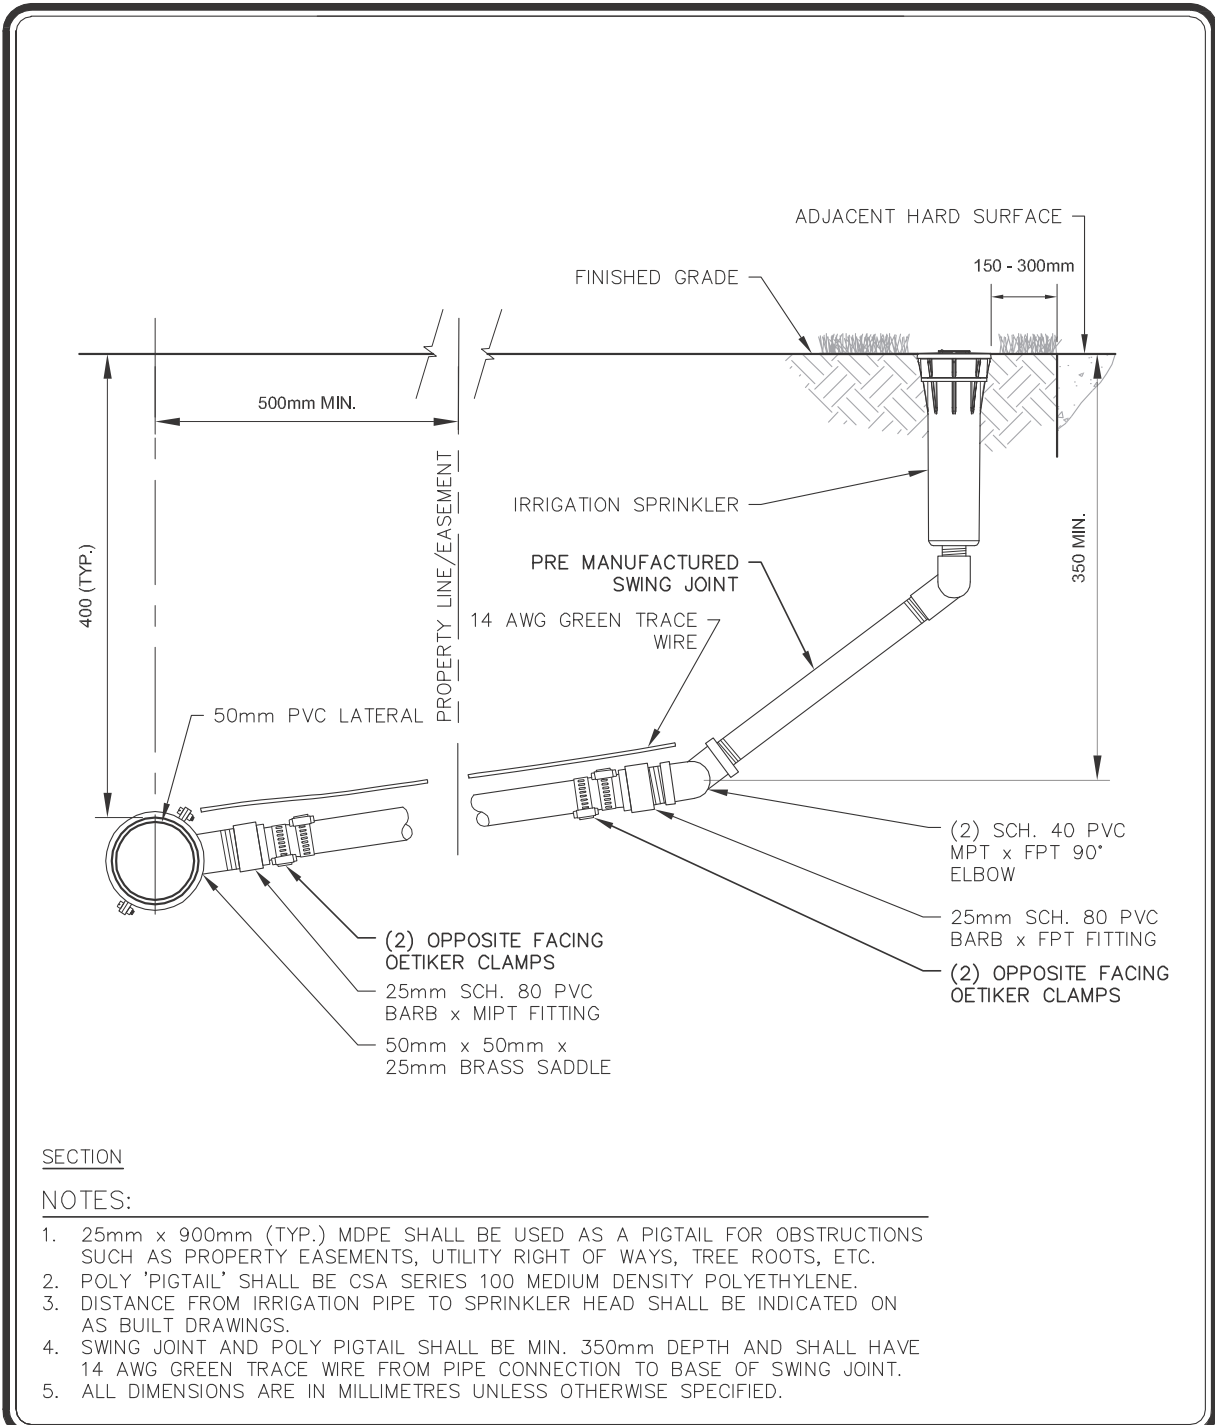 ADJACENT HARD SURFACE
150 - 300mm
FINISHED GRADE
500mm MIN.
PROPERTY LINE/EASEMENT
IRRIGATION SPRINKLER
400 (TYP.)
350 MIN.
PRE MANUFACTURED
SWING JOINT
14 AWG GREEN TRACE
WIRE
50mm PVC LATERAL
(2) SCH. 40 PVC
MPT x FPT 90°
ELBOW
25mm SCH. 80 PVC
BARB x FPT FITTING
(2) OPPOSITE FACING
OETIKER CLAMPS
(2) OPPOSITE FACING
OETIKER CLAMPS
25mm SCH. 80 PVC
BARB x MIPT FITTING
50mm x 50mm x
25mm BRASS SADDLE
SECTION
NOTES:
1. 25mm x 900mm (TYP.) MDPE SHALL BE USED AS A PIGTAIL FOR OBSTRUCTIONS
SUCH AS PROPERTY EASEMENTS, UTILITY RIGHT OF WAYS, TREE ROOTS, ETC.
2. POLY 'PIGTAIL' SHALL BE CSA SERIES 100 MEDIUM DENSITY POLYETHYLENE.
3. DISTANCE FROM IRRIGATION PIPE TO SPRINKLER HEAD SHALL BE INDICATED ON
AS BUILT DRAWINGS.
4. SWING JOINT AND POLY PIGTAIL SHALL BE MIN. 350mm DEPTH AND SHALL HAVE
14 AWG GREEN TRACE WIRE FROM PIPE CONNECTION TO BASE OF SWING JOINT.
5. ALL DIMENSIONS ARE IN MILLIMETRES UNLESS OTHERWISE SPECIFIED.